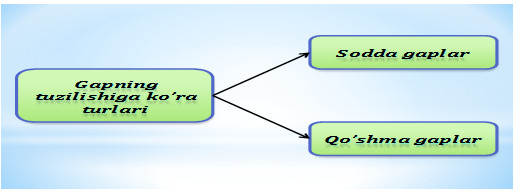 Gapning
tuzilishiga ko'ra
turlari
Sodda gaplar
Qo'shma gaplar